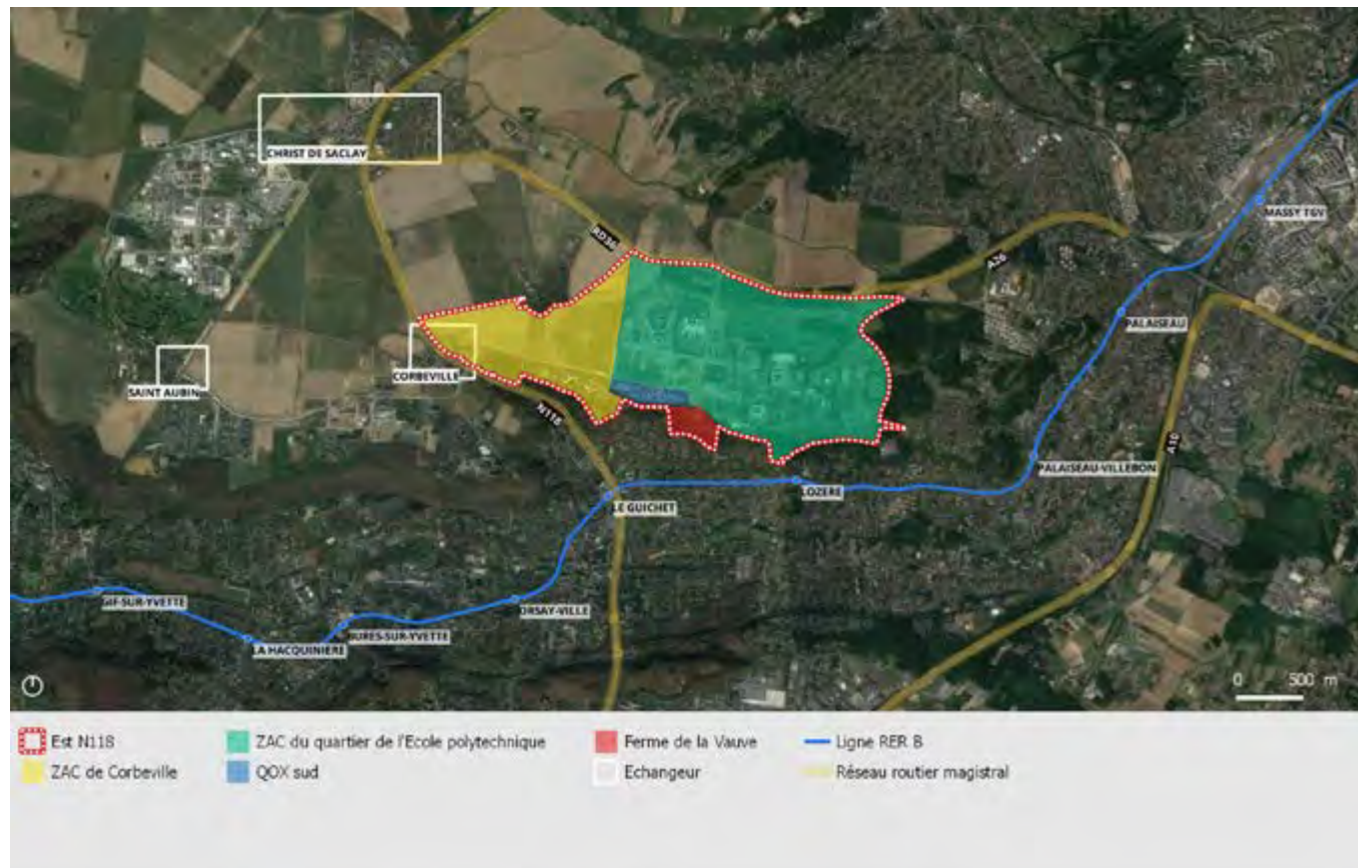 CHRIST DE SACLAY
MASSY TGV
RD36
A26
PALAISEAU
CORBEVILLE
SAINT AUBIN
N118
A10
PALAISEAU-VILLEBON
LOZERE
LE GUICHET
GIF-SUR-YVETTE
ORSAY-VILLE
BURES-SUR-YVETTE
LA HACQUINIERE
0 500 m
Est N118
ZAC du quartier de l'Ecole polytechnique
Ferme de la Vauve
Ligne RER B
ZAC de Corbeville
QOX sud
Echangeur
Réseau routier magistral